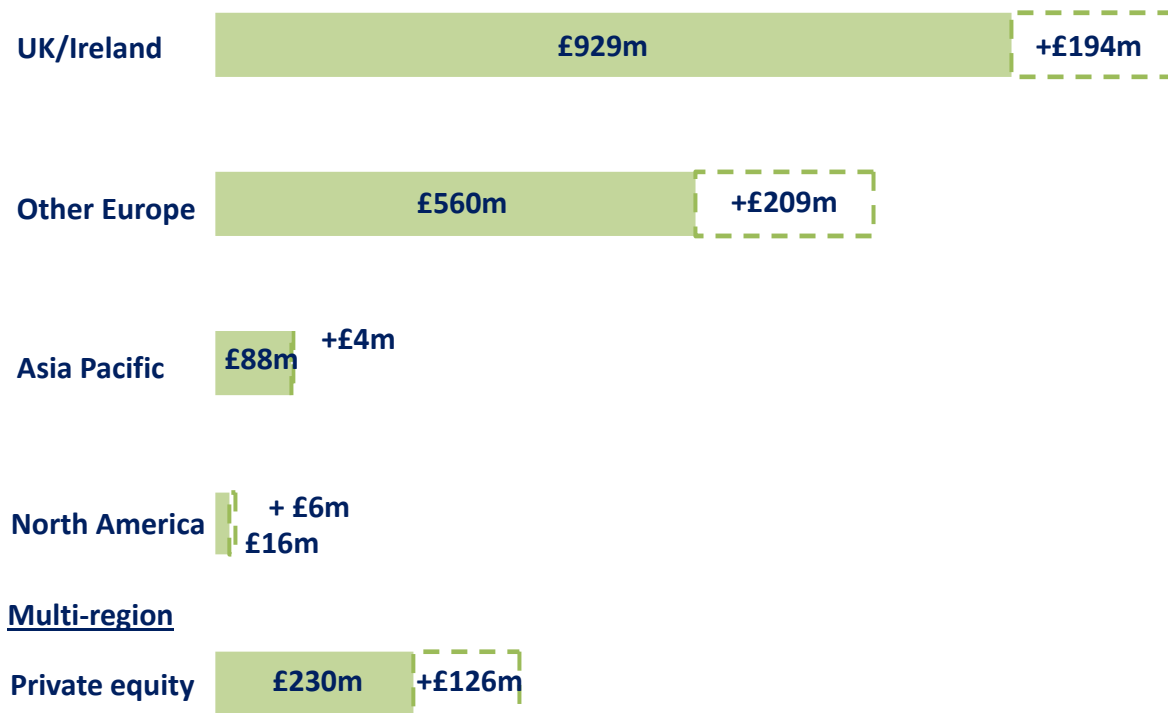 UK/Ireland £929m +£194m
Other Europe £560m +£209m
Asia Pacific £88m +£4m
North America + £6m
£16m
Multi-region
Private equity £230m +£126m